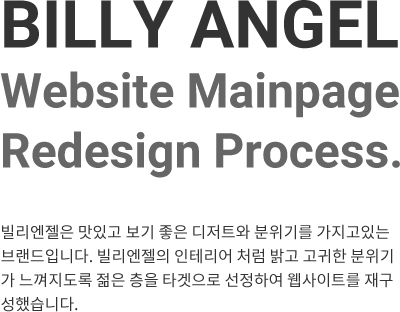 BILLY ANGEL
Website Mainpage
Redesign Process.
빌리엔젤은 맛있고 보기 좋은 디저트와 분위기를 가지고있는
브랜드입니다. 빌리엔젤의 인테리어 처럼 밝고 고귀한 분위기
가 느껴지도록 젊은 층을 타겟으로 선정하여 웹사이트를 재구
성했습니다.